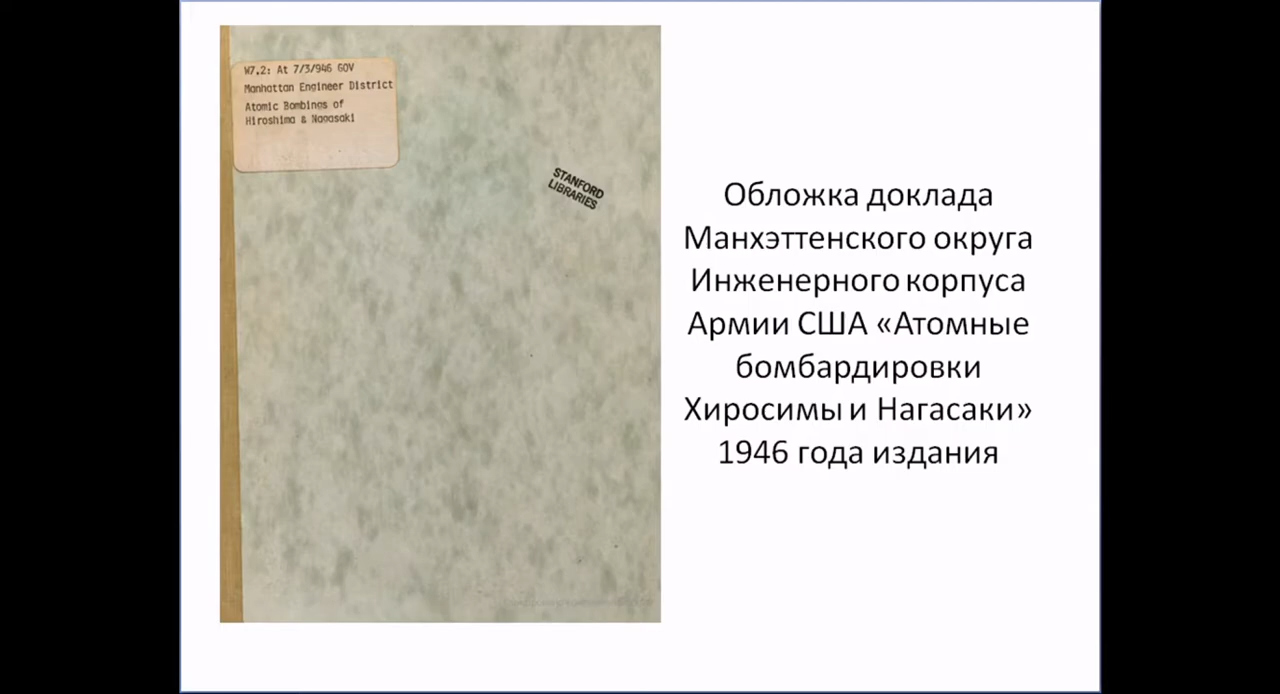 W7.2: At 7/3/946 GOV
Manhattan Engineer District
Atomic Bombings of
Hiroshima & Nagasaki
STANFORD
LIBRARIES
Обложка доклада
Манхэттенского округа
Инженерного корпуса
Армии США «Атомные
бомбардировки
Хиросимы и Нагасаки»
1946 года издания